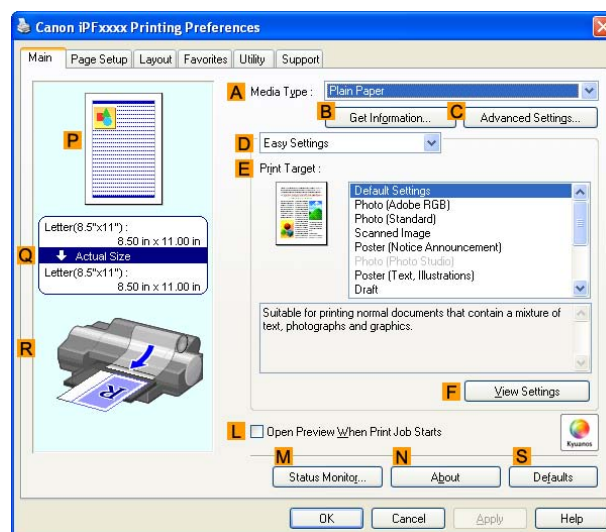 Canon iPFxxxx Printing Preferences
Main Page Setup Layout Favorites Utility Support
A Media Type : Plain Paper
B Get Information... C Advanced Settings...
D Easy Settings
E Print Target :
P
Default Settings
Photo (Adobe RGB)
Photo (Standard)
Scanned Image
Poster (Notice Announcement)
Photo (Photo Studio)
Poster (Text, Illustrations)
Draft
Letter(8.5"x11") :
8.50 in x 11.00 in
Q Actual Size
Letter(8.5"x11") :
8.50 in x 11.00 in
Suitable for printing normal documents that contain a mixture of
text, photographs and graphics.
R
R
F View Settings
L Open Preview When Print Job Starts
Kyuanos
M N S
Status Monitor... About Defaults
OK Cancel Apply Help